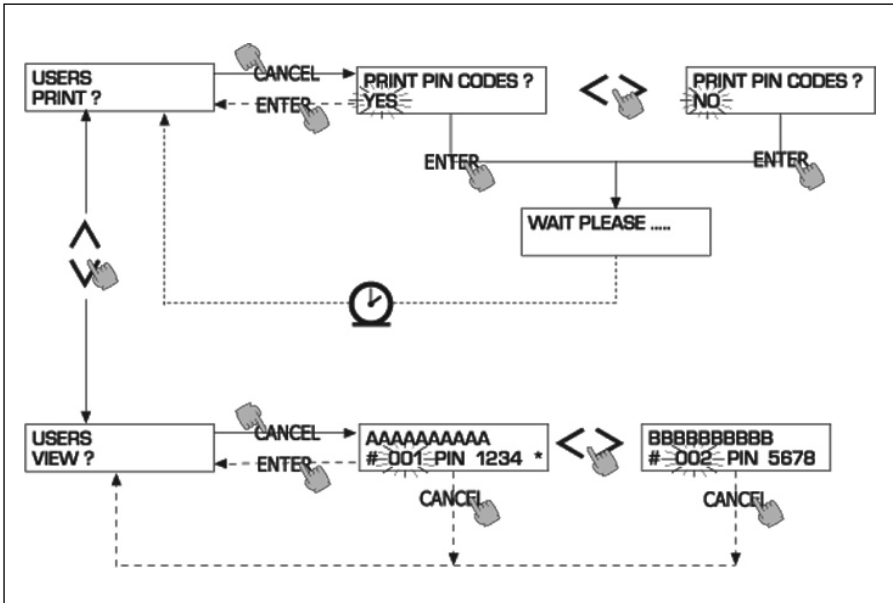 USERS
PRINT ?
CANCEL
ENTER
PRINT PIN CODES ?
YES
< >
PRINT PIN CODES ?
NO
ENTER
ENTER
WAIT PLEASE .....
USERS
VIEW ?
CANCEL
ENTER
AAAAAAAAAA
# 001 PIN 1234 *
< >
BBBBBBBBBB
# 002 PIN 5678
CANCEL
CANCEL